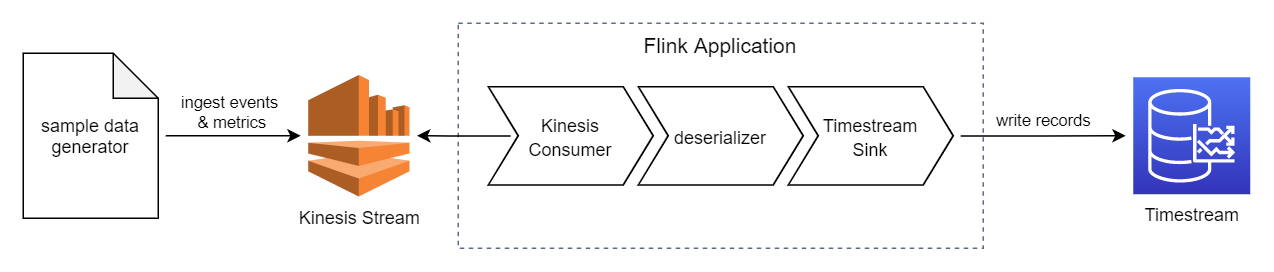 Flink Application
sample data
generator
ingest events
& metrics
Kinesis Stream
Kinesis
Consumer
deserializer
Timestream
Sink
write records
Timestream